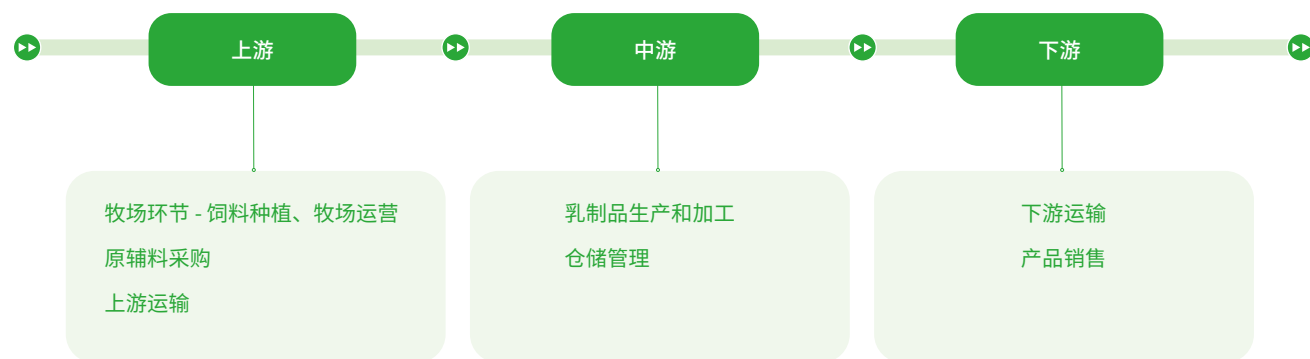 上游
中游
下游
牧场环节 - 饲料种植、牧场运营
原辅料采购
上游运输
乳制品生产和加工
仓储管理
下游运输
产品销售